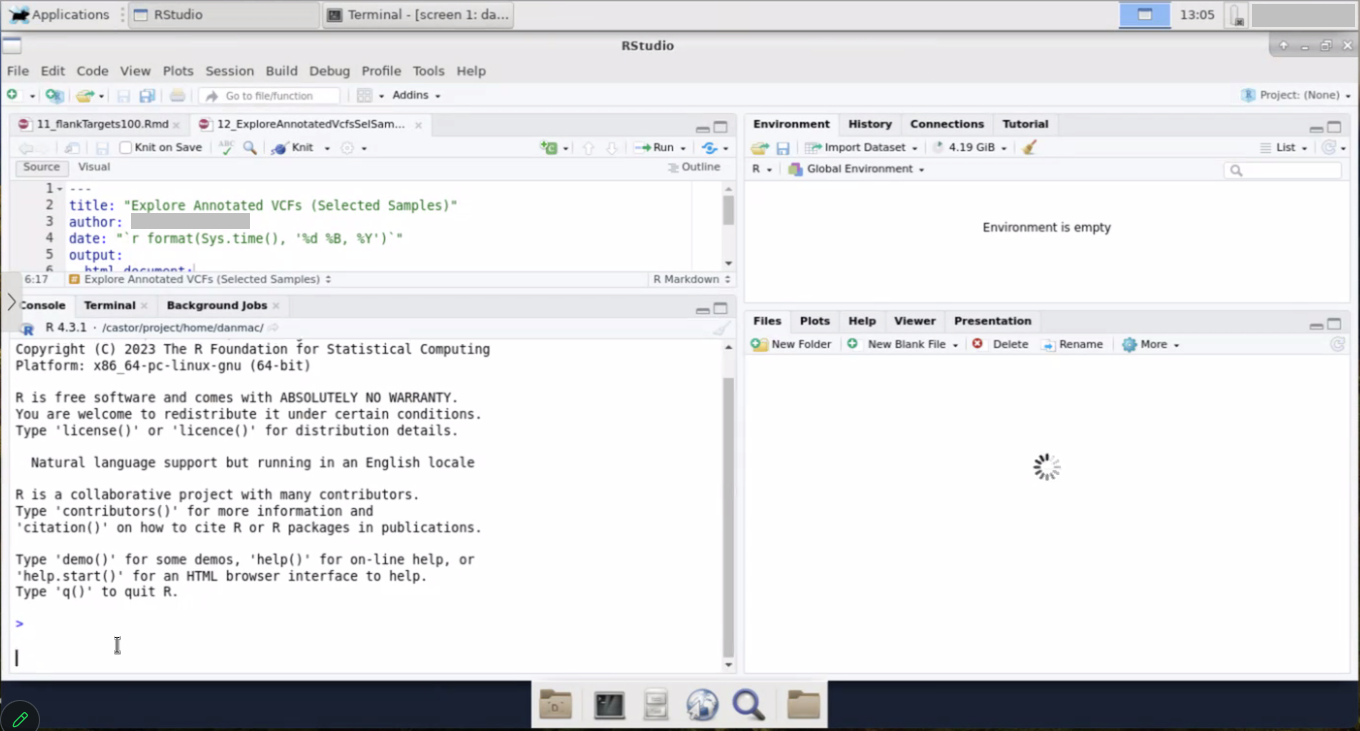 Applications RStudio Terminal - [screen 1: da... 13:05
RStudio
File Edit Code View Plots Session Build Debug Profile Tools Help
Go to file/function Addins Project: (None)
11_flankTargets100.Rmd 12_ExploreAnnotatedVcfsSelSam...
Knit on Save ABC Knit Run
Source Visual Outline
1 ---
2 title: "Explore Annotated VCFs (Selected Samples)"
3 author:
4 date: "`r format(Sys.time(), '%d %B, %Y')`"
5 output:
6 html_document:
6:17 Explore Annotated VCFs (Selected Samples) R Markdown
Console Terminal Background Jobs
R 4.3.1 · /castor/project/home/danmac/
Copyright (C) 2023 The R Foundation for Statistical Computing
Platform: x86_64-pc-linux-gnu (64-bit)
R is free software and comes with ABSOLUTELY NO WARRANTY.
You are welcome to redistribute it under certain conditions.
Type 'license()' or 'licence()' for distribution details.
Natural language support but running in an English locale
R is a collaborative project with many contributors.
Type 'contributors()' for more information and
'citation()' on how to cite R or R packages in publications.
Type 'demo()' for some demos, 'help()' for on-line help, or
'help.start()' for an HTML browser interface to help.
Type 'q()' to quit R.
>
Environment History Connections Tutorial
Import Dataset 4.19 GiB List
R Global Environment
Environment is empty
Files Plots Help Viewer Presentation
New Folder New Blank File Delete Rename More